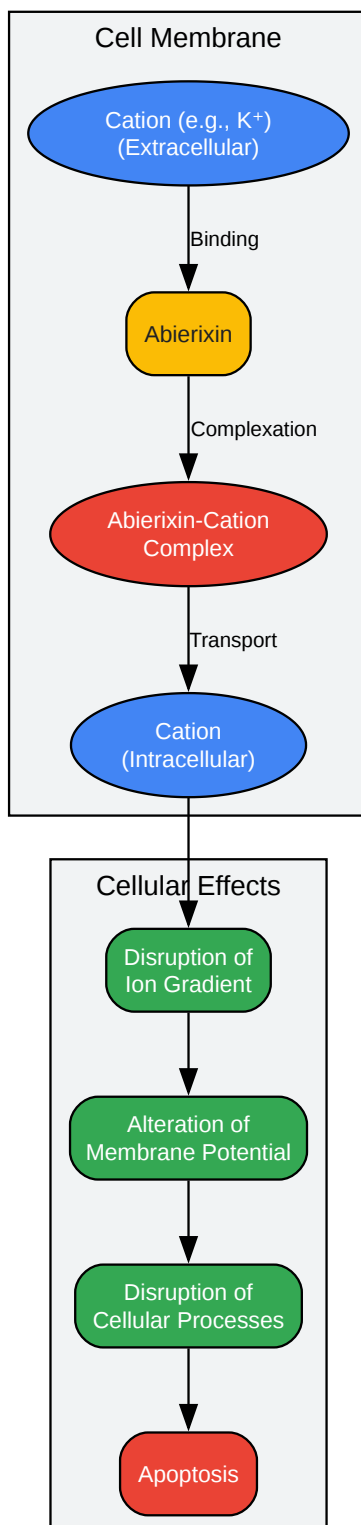 Cell Membrane
Cation (e.g., K⁺)
(Extracellular)
Binding
Abierixin
Complexation
Abierixin-Cation
Complex
Transport
Cation
(Intracellular)
Cellular Effects
Disruption of
Ion Gradient
Alteration of
Membrane Potential
Disruption of
Cellular Processes
Apoptosis